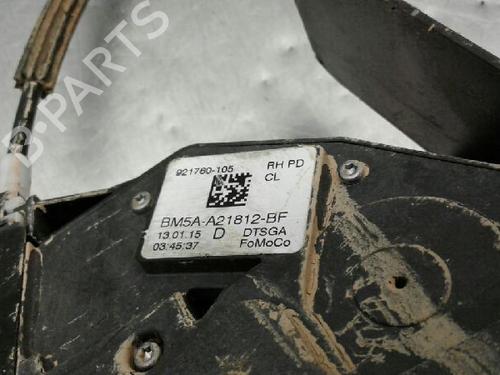 B-PARTS
921760-105 RH PD
CL
BM5A-A21812-BF
13.01.15 D DTSGA
03:45:37 FoMoCo